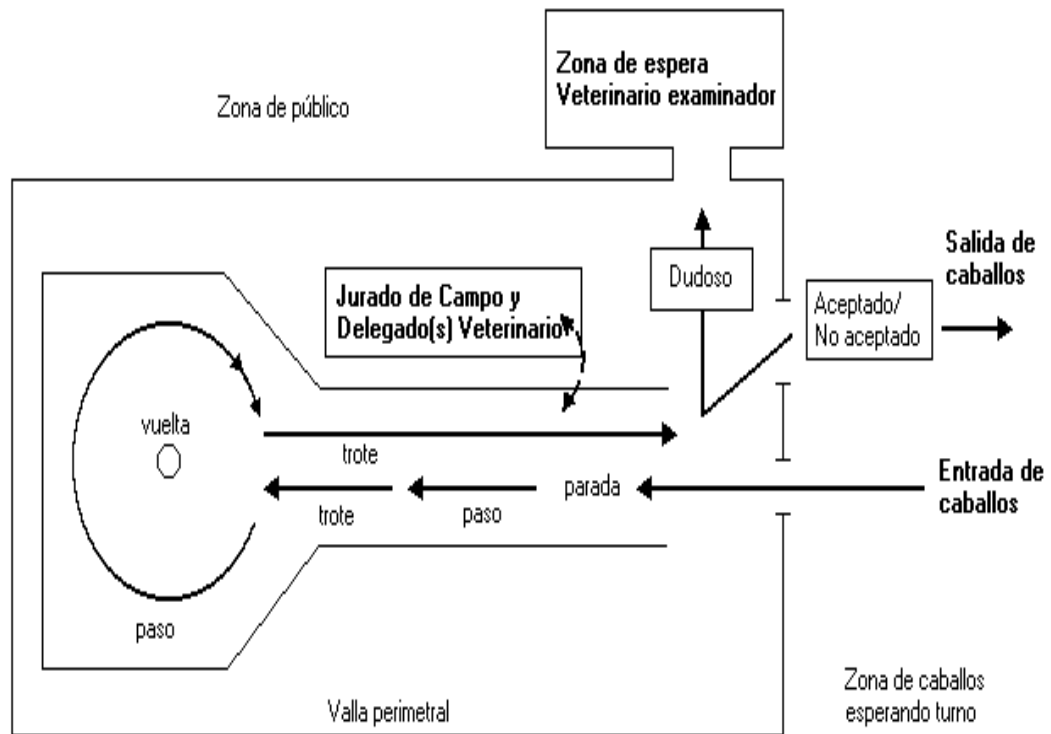 Zona de espera
Veterinario examinador
Zona de público
Salida de
caballos
Dudoso
Jurado de Campo y
Delegado(s) Veterinario
Aceptado/
No aceptado
vuelta
trote
Entrada de
caballos
parada
trote
paso
paso
Zona de caballos
esperando turno
Valla perimetral